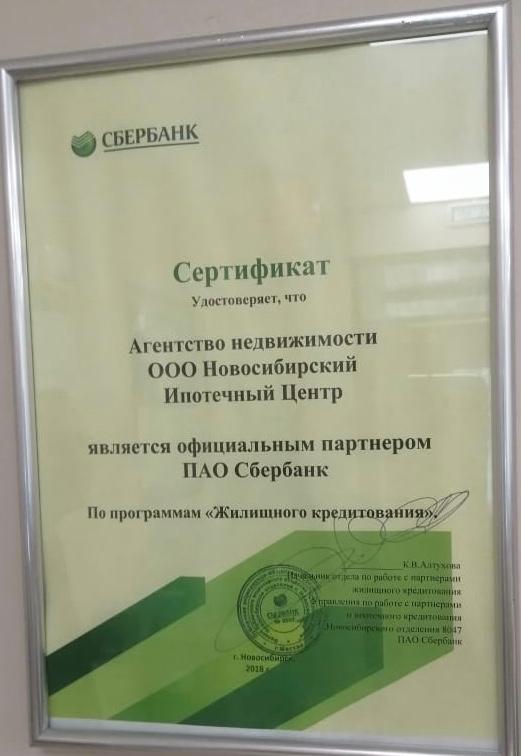 СБЕРБАНК
Сертификат
Удостоверяет, что
Агентство недвижимости
ООО Новосибирский
Ипотечный Центр
является официальным партнером
ПАО Сбербанк
По программам «Жилищного кредитования».
К.В.Алтухова
Начальник отдела по работе с партнерами
жилищного кредитования
Управления по работе с партнерами
и ипотечного кредитования
Новосибирского отделения 8047
ПАО Сбербанк
СБЕРБАНК
г. Москва
г. Новосибирск,
2018 г.